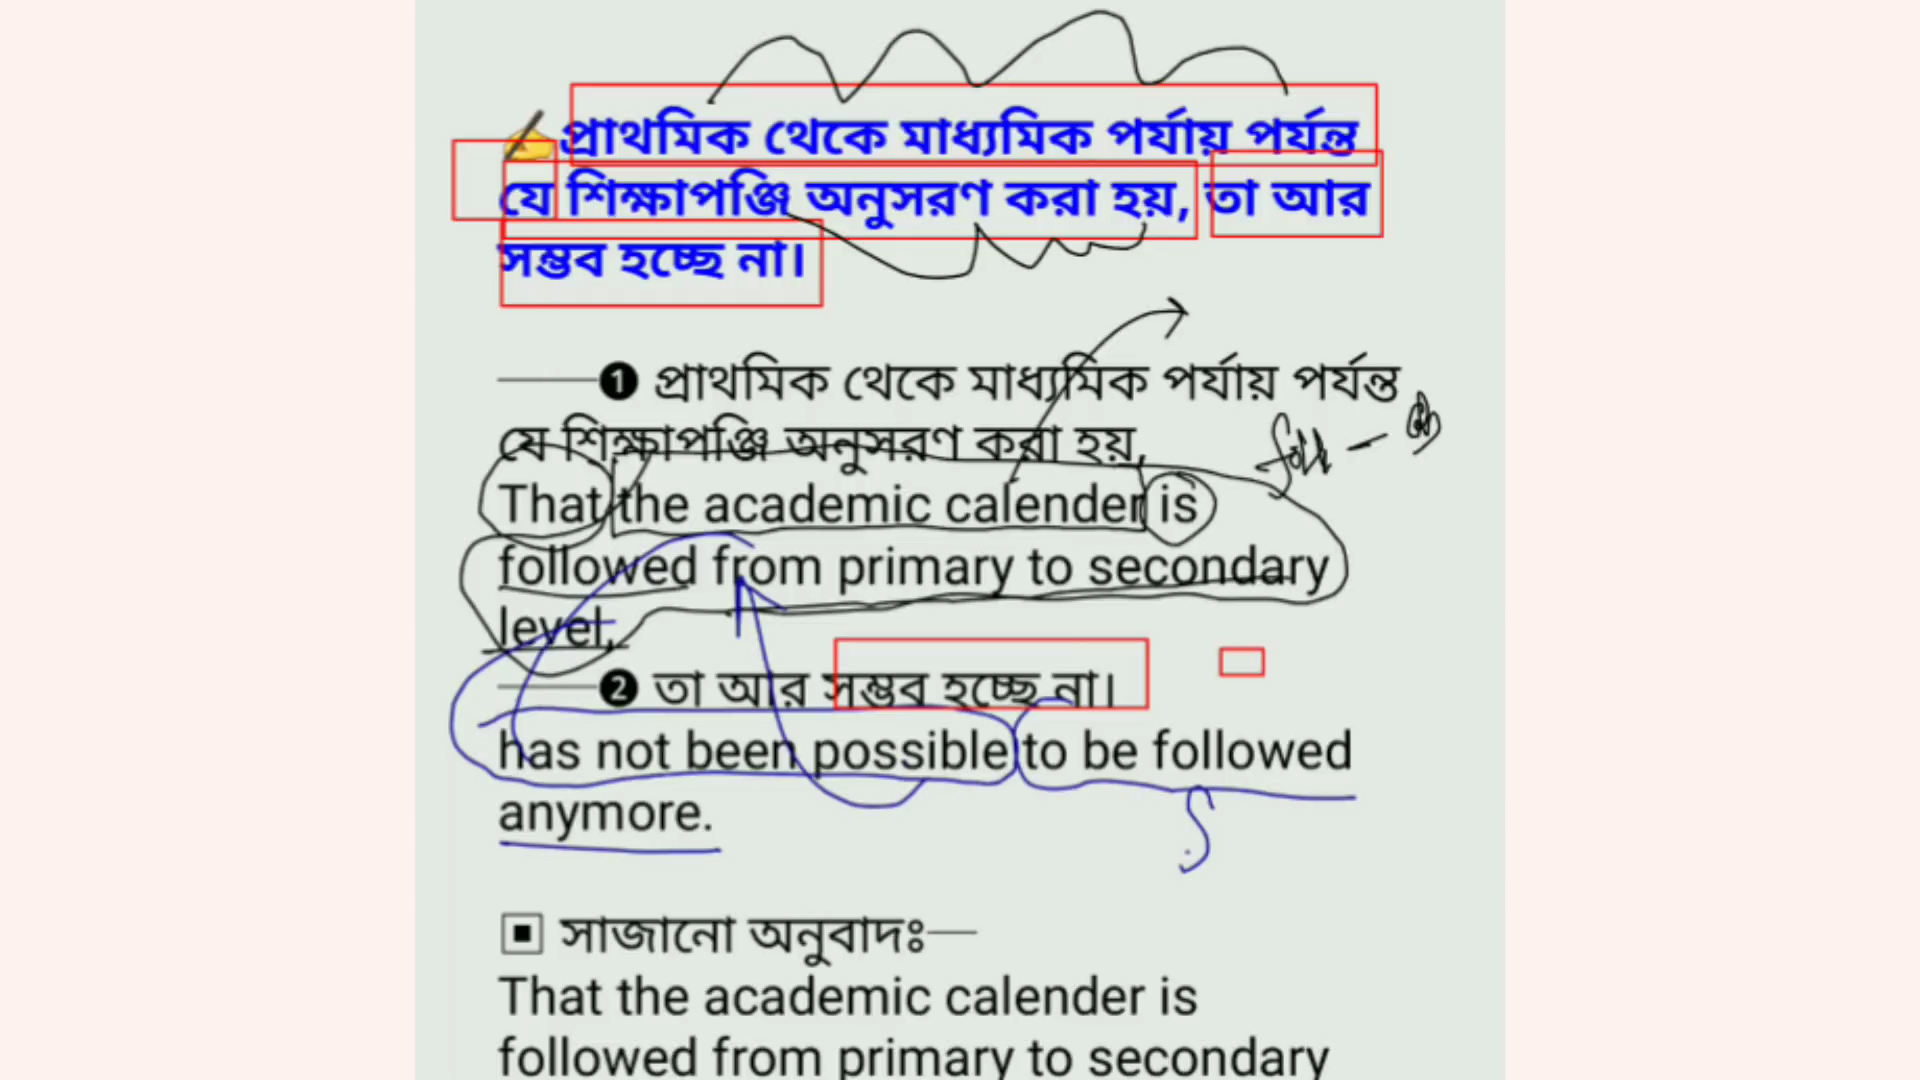 ✍প্রাথমিক থেকে মাধ্যমিক পর্যায় পর্যন্ত
যে শিক্ষাপঞ্জি অনুসরণ করা হয়, তা আর
সম্ভব হচ্ছে না।
——❶ প্রাথমিক থেকে মাধ্যমিক পর্যায় পর্যন্ত
যে শিক্ষাপঞ্জি অনুসরণ করা হয়,
That the academic calender is
followed from primary to secondary
level,
——❷ তা আর সম্ভব হচ্ছে না।
has not been possible to be followed
anymore.
▣ সাজানো অনুবাদঃ—
That the academic calender is
followed from primary to secondary